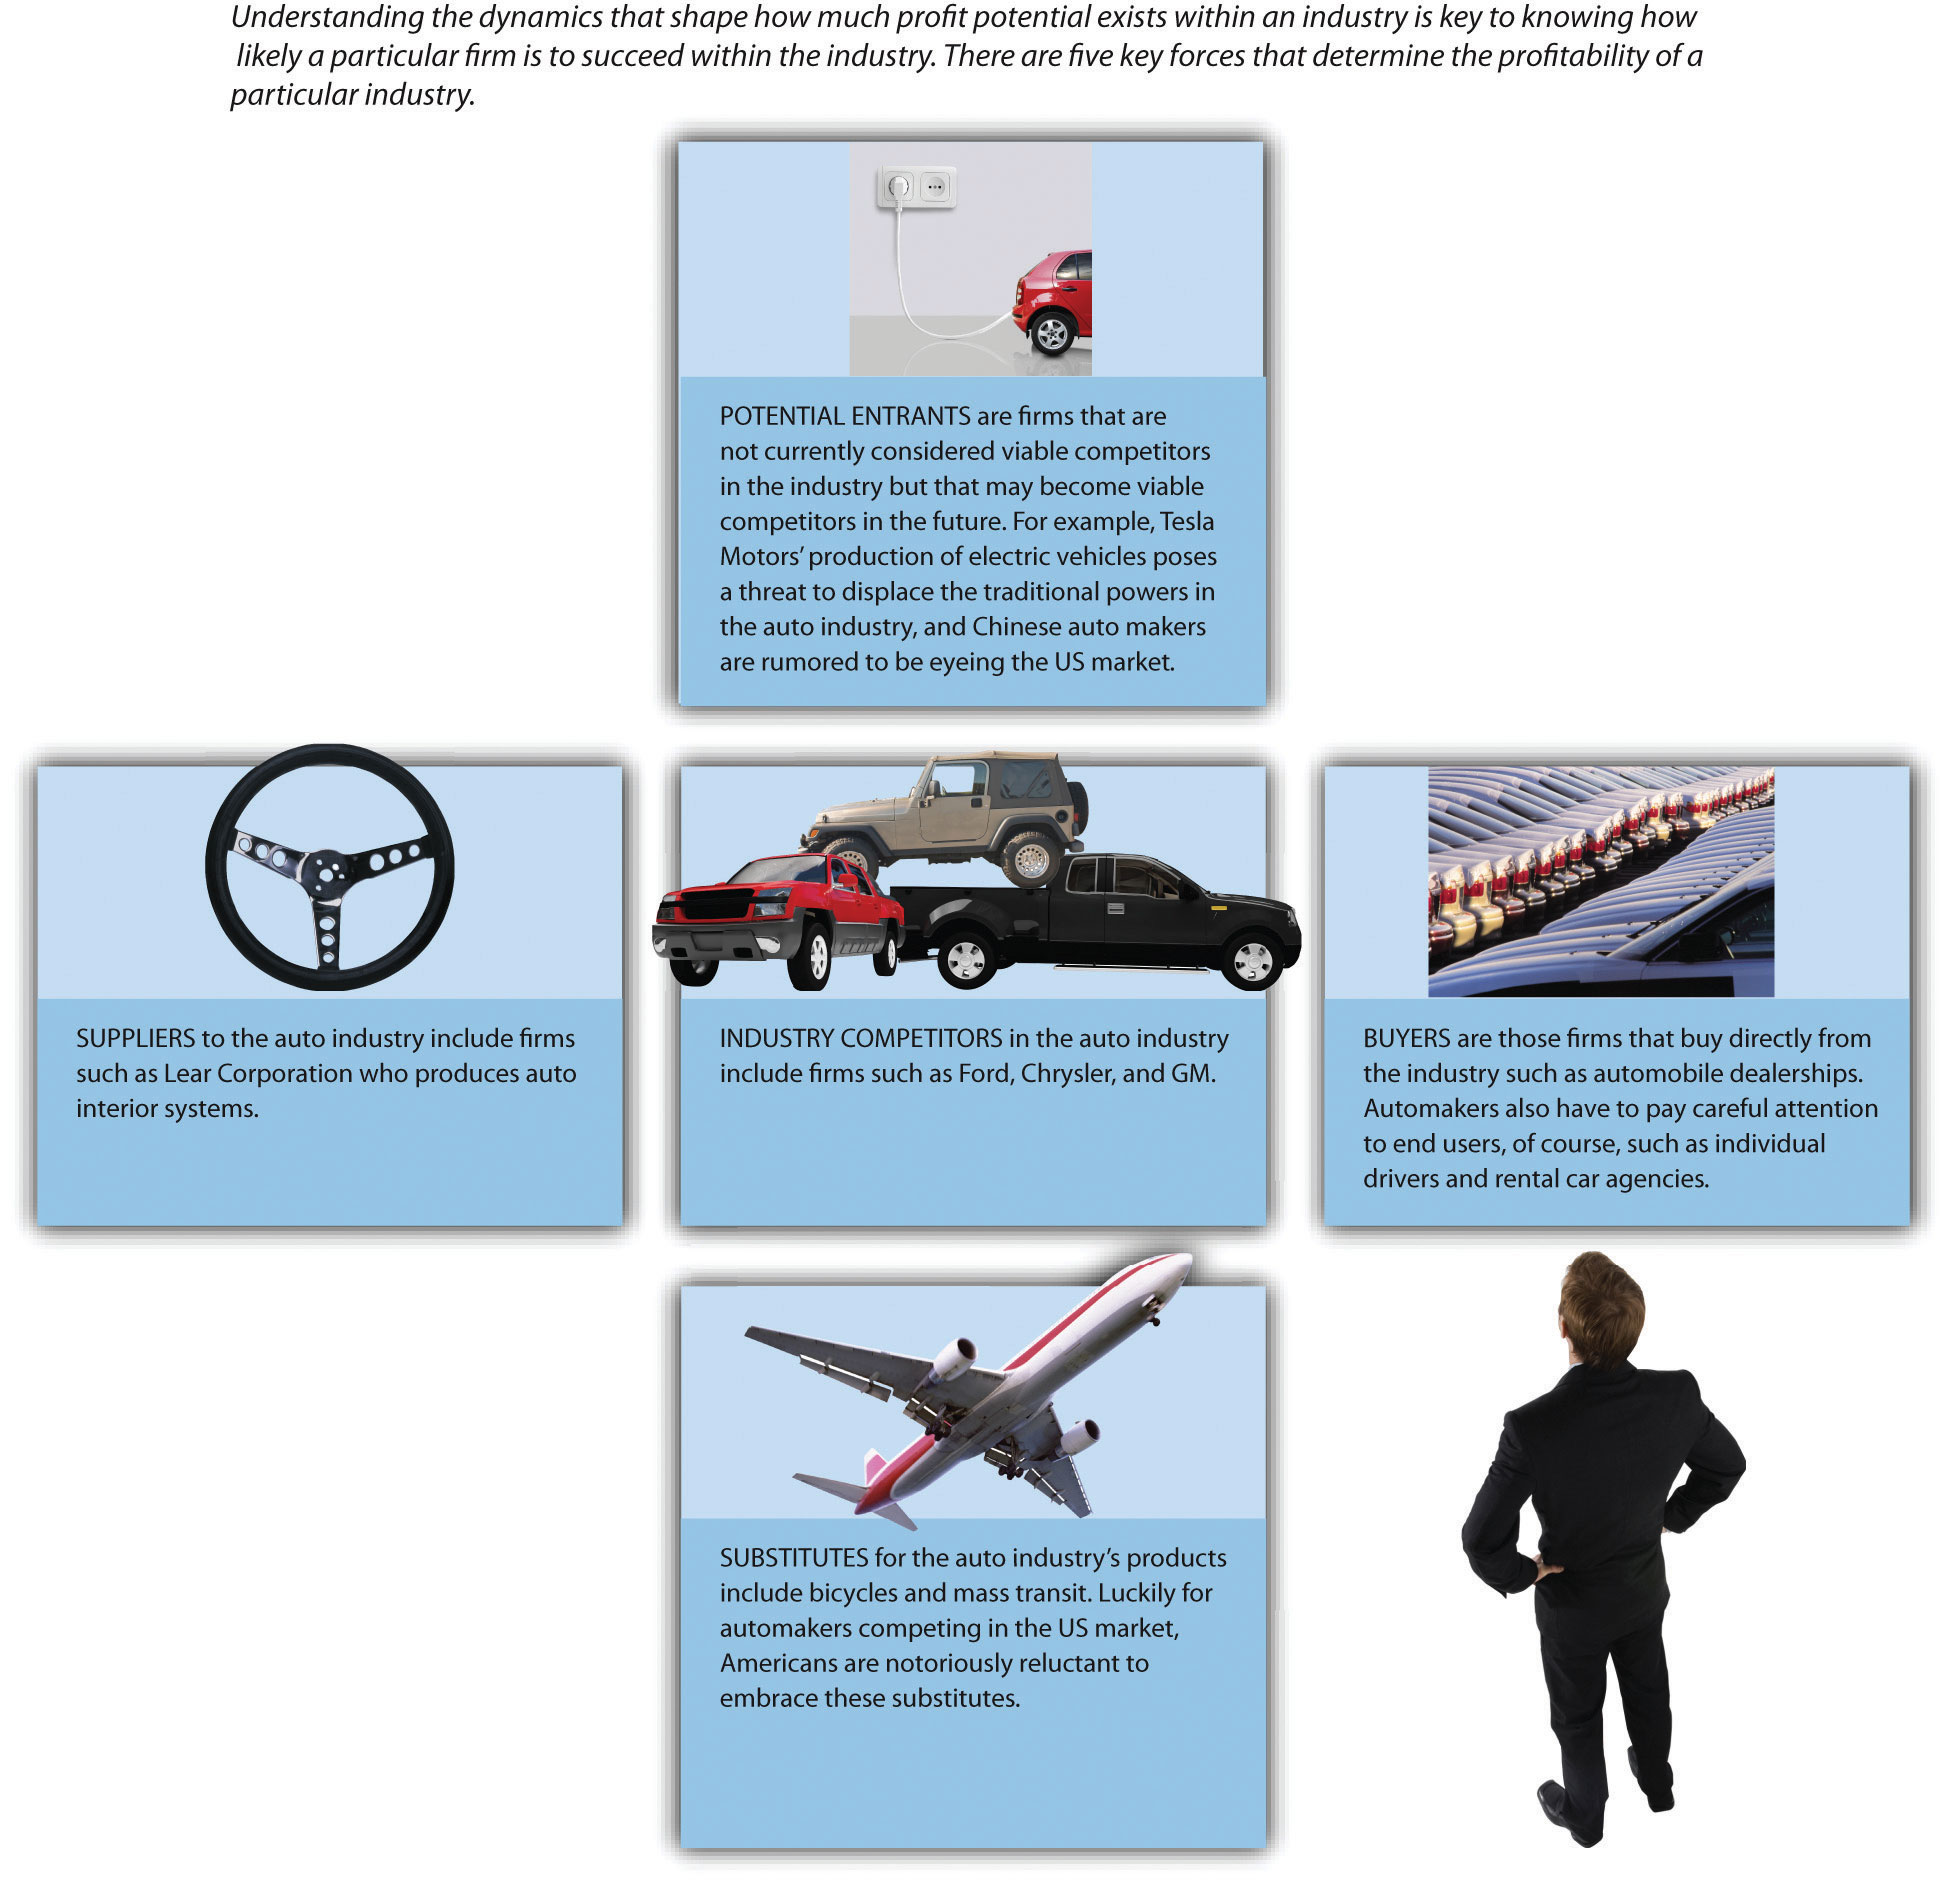 Understanding the dynamics that shape how much profit potential exists within an industry is key to knowing how
likely a particular firm is to succeed within the industry. There are five key forces that determine the profitability of a
particular industry.
POTENTIAL ENTRANTS are firms that are
not currently considered viable competitors
in the industry but that may become viable
competitors in the future. For example, Tesla
Motors’ production of electric vehicles poses
a threat to displace the traditional powers in
the auto industry, and Chinese auto makers
are rumored to be eyeing the US market.
SUPPLIERS to the auto industry include firms
such as Lear Corporation who produces auto
interior systems.
INDUSTRY COMPETITORS in the auto industry
include firms such as Ford, Chrysler, and GM.
BUYERS are those firms that buy directly from
the industry such as automobile dealerships.
Automakers also have to pay careful attention
to end users, of course, such as individual
drivers and rental car agencies.
SUBSTITUTES for the auto industry’s products
include bicycles and mass transit. Luckily for
automakers competing in the US market,
Americans are notoriously reluctant to
embrace these substitutes.